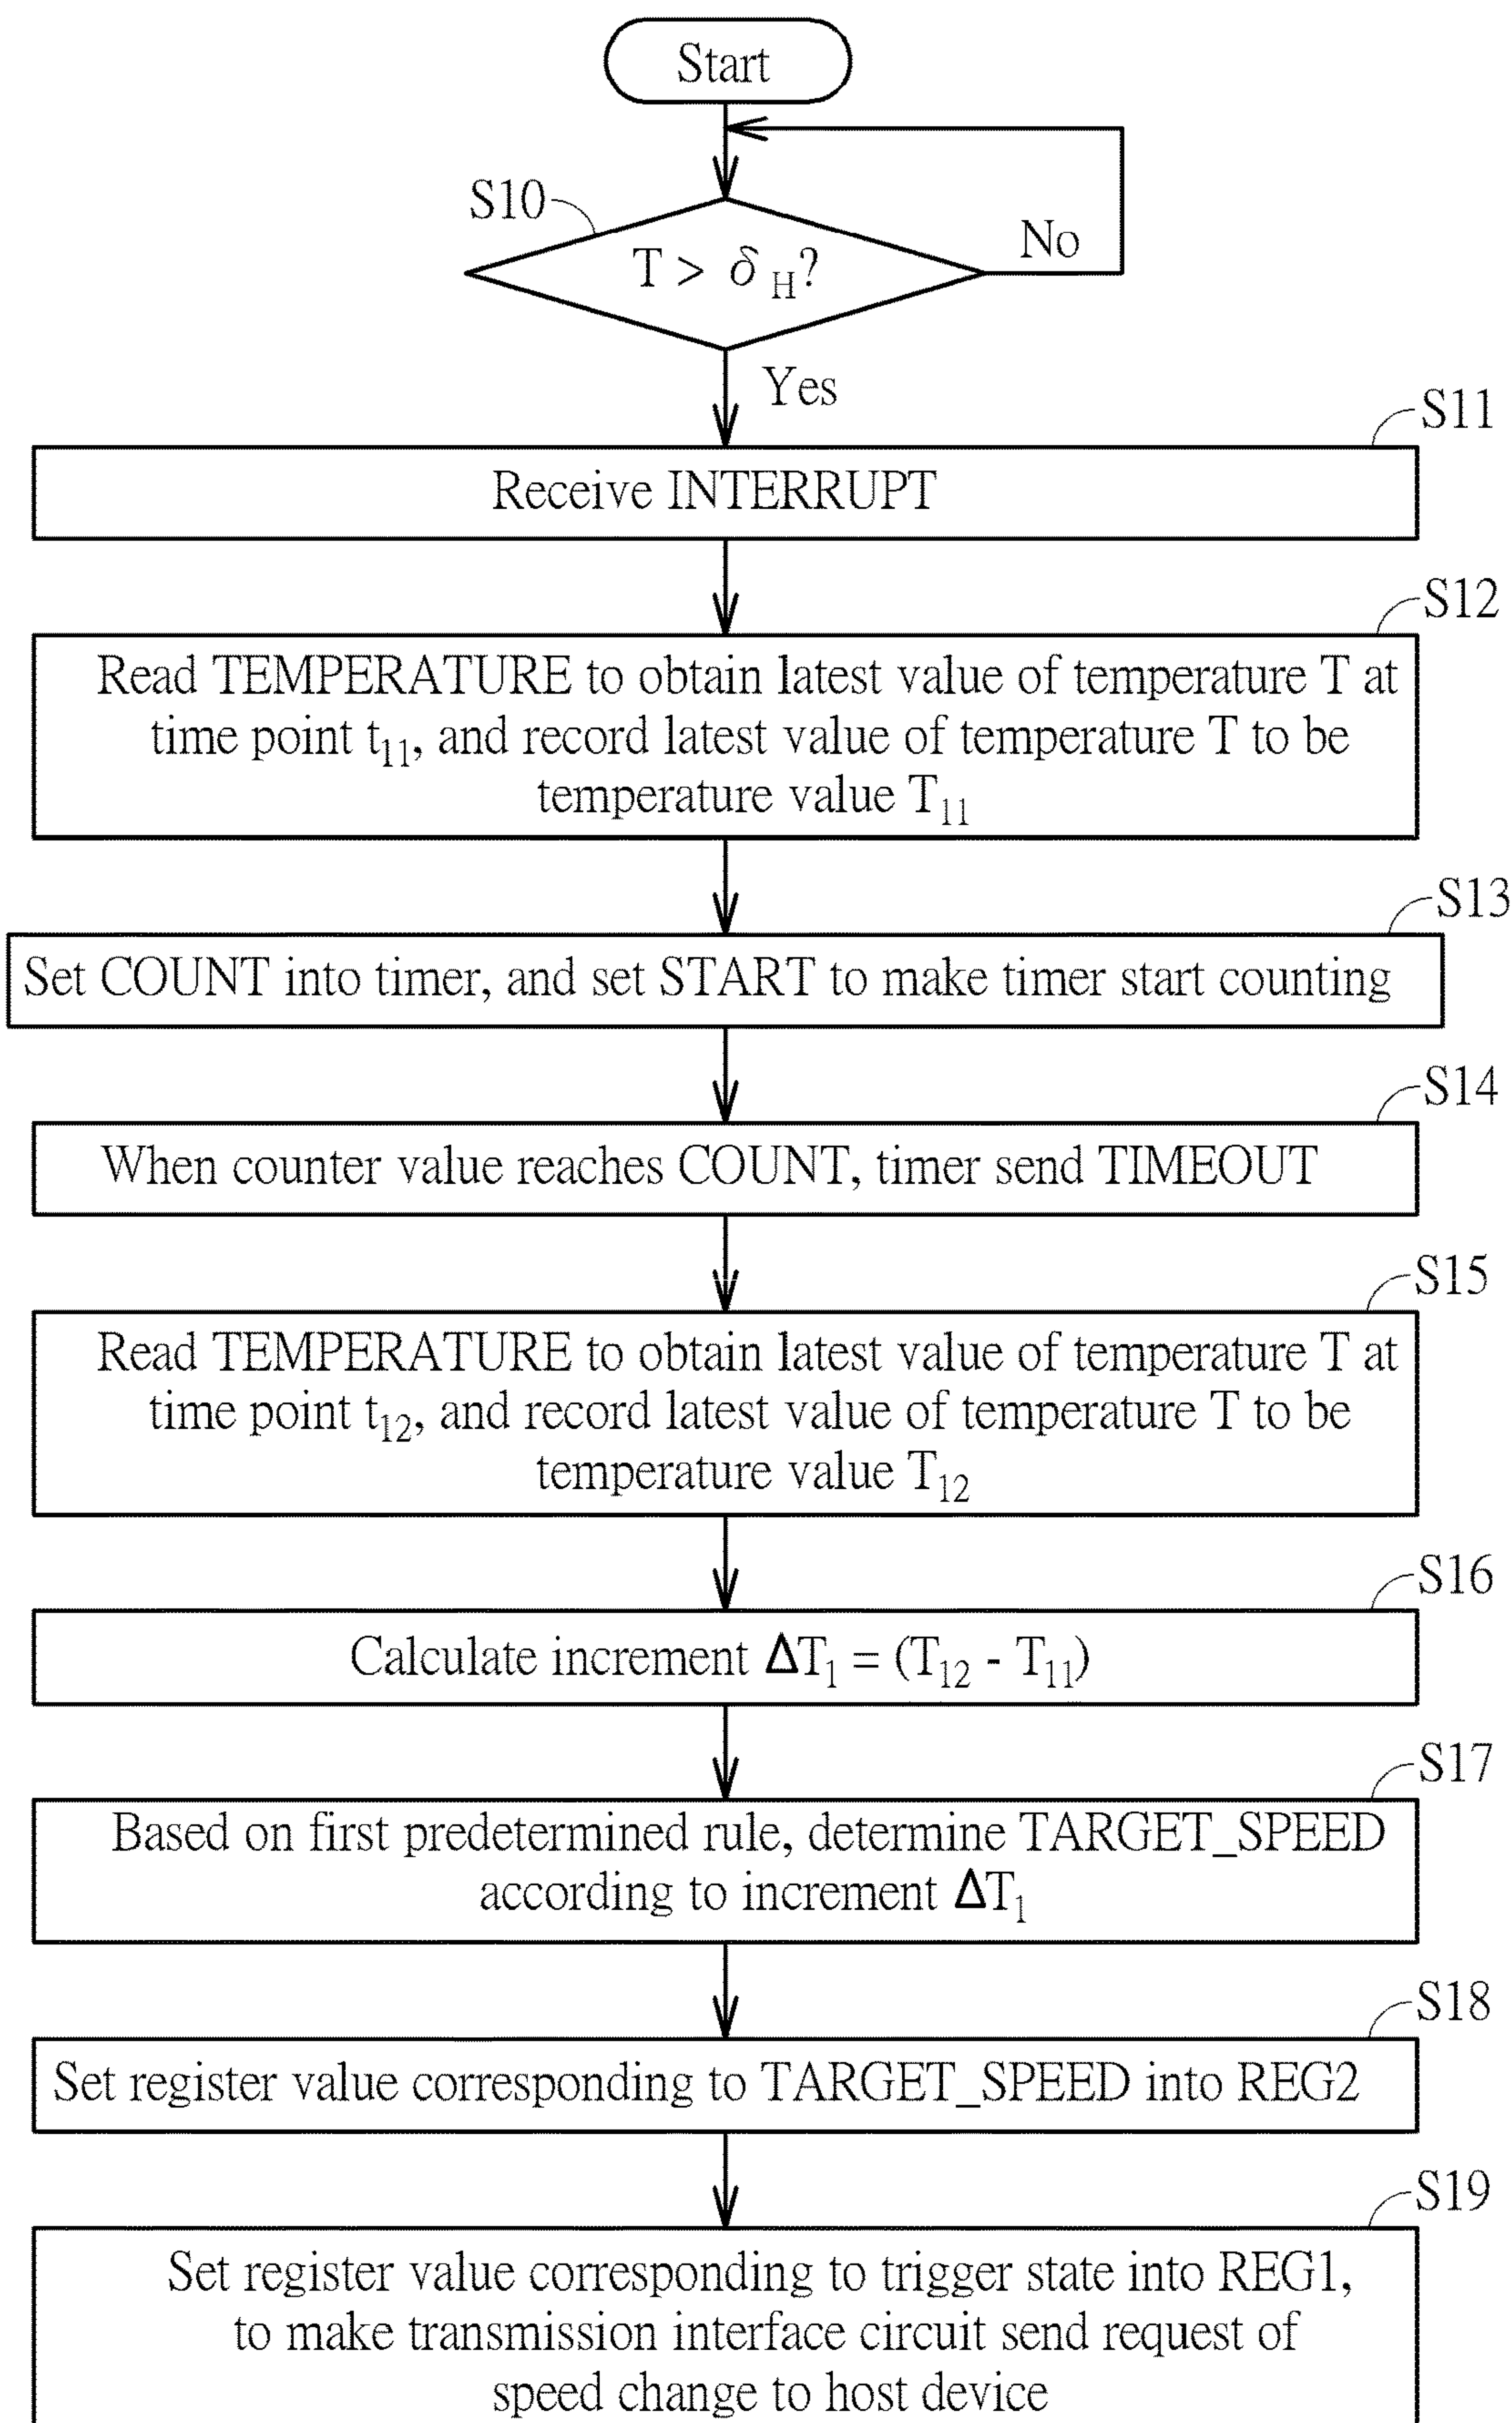 Start
S10
T > δH?
No
Yes
S11
Receive INTERRUPT
S12
Read TEMPERATURE to obtain latest value of temperature T at
time point t11, and record latest value of temperature T to be
temperature value T11
S13
Set COUNT into timer, and set START to make timer start counting
S14
When counter value reaches COUNT, timer send TIMEOUT
S15
Read TEMPERATURE to obtain latest value of temperature T at
time point t12, and record latest value of temperature T to be
temperature value T12
S16
Calculate increment ΔT1 = (T12 - T11)
S17
Based on first predetermined rule, determine TARGET_SPEED
according to increment ΔT1
S18
Set register value corresponding to TARGET_SPEED into REG2
S19
Set register value corresponding to trigger state into REG1,
to make transmission interface circuit send request of
speed change to host device